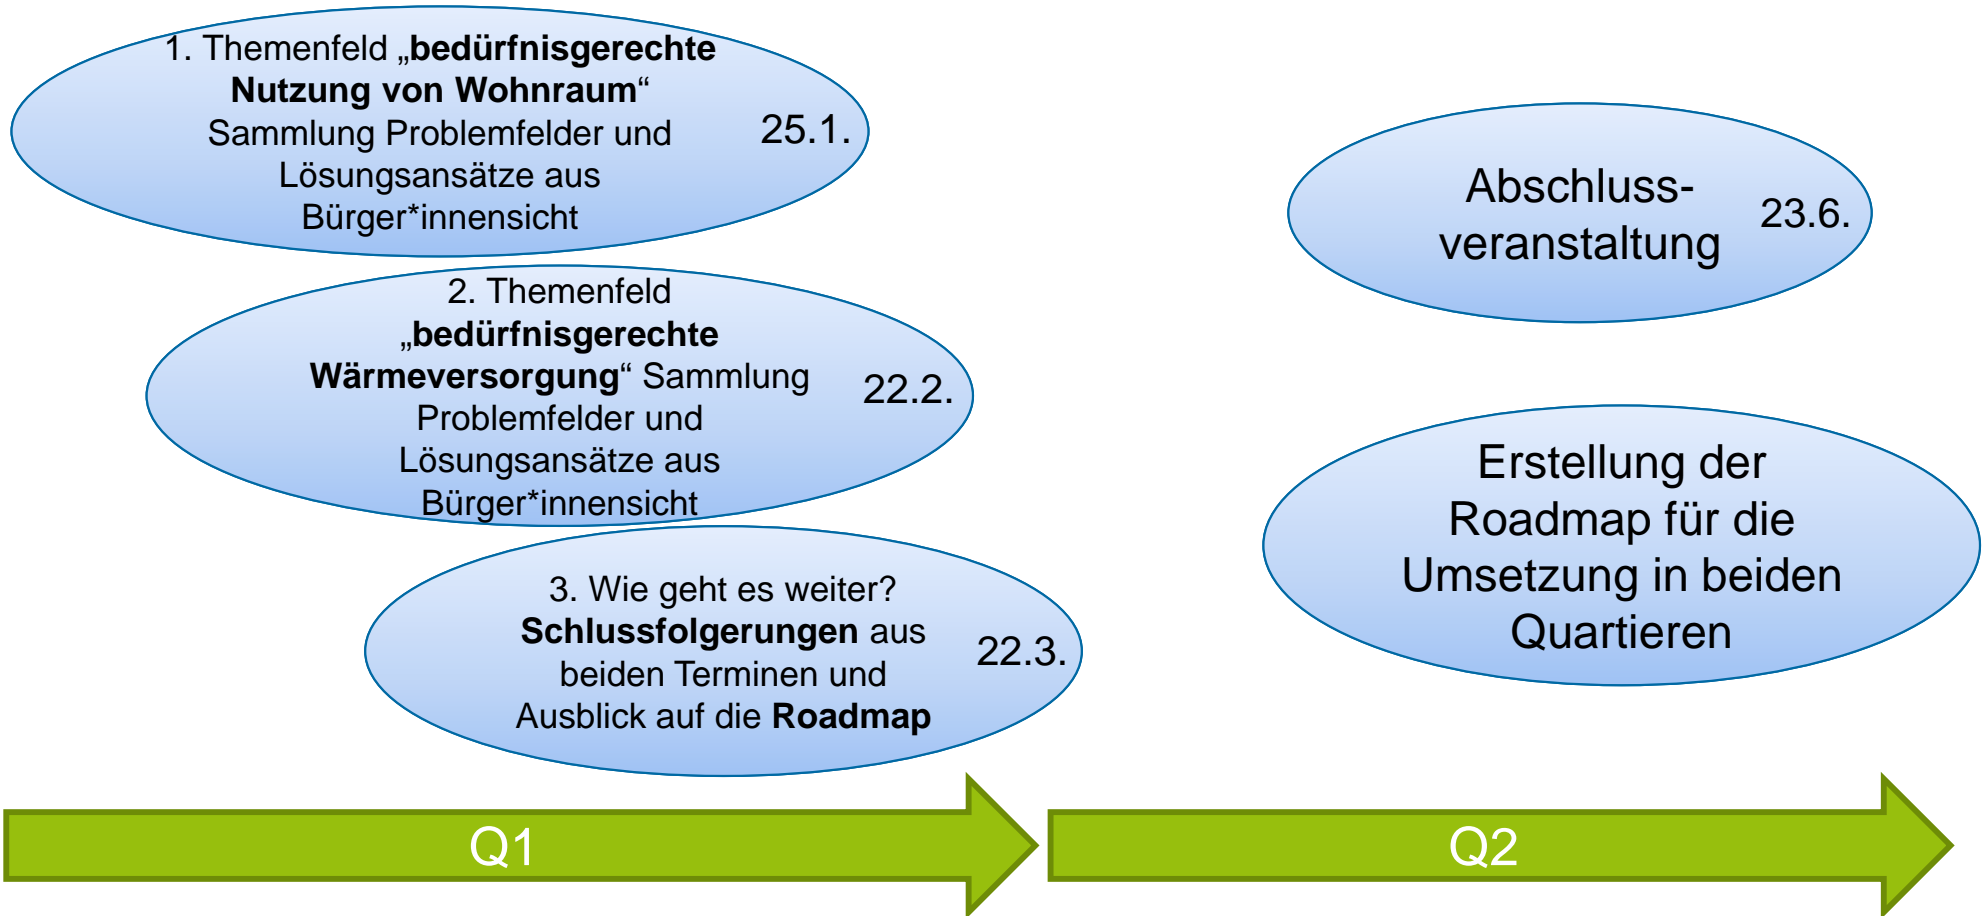 1. Themenfeld „bedürfnisgerechte
Nutzung von Wohnraum“
Sammlung Problemfelder und
Lösungsansätze aus
Bürger*innensicht
25.1.
2. Themenfeld
„bedürfnisgerechte
Wärmeversorgung“ Sammlung
Problemfelder und
Lösungsansätze aus
Bürger*innensicht
22.2.
3. Wie geht es weiter?
Schlussfolgerungen aus
beiden Terminen und
Ausblick auf die Roadmap
22.3.
Abschluss-
veranstaltung
23.6.
Erstellung der
Roadmap für die
Umsetzung in beiden
Quartieren
Q1
Q2